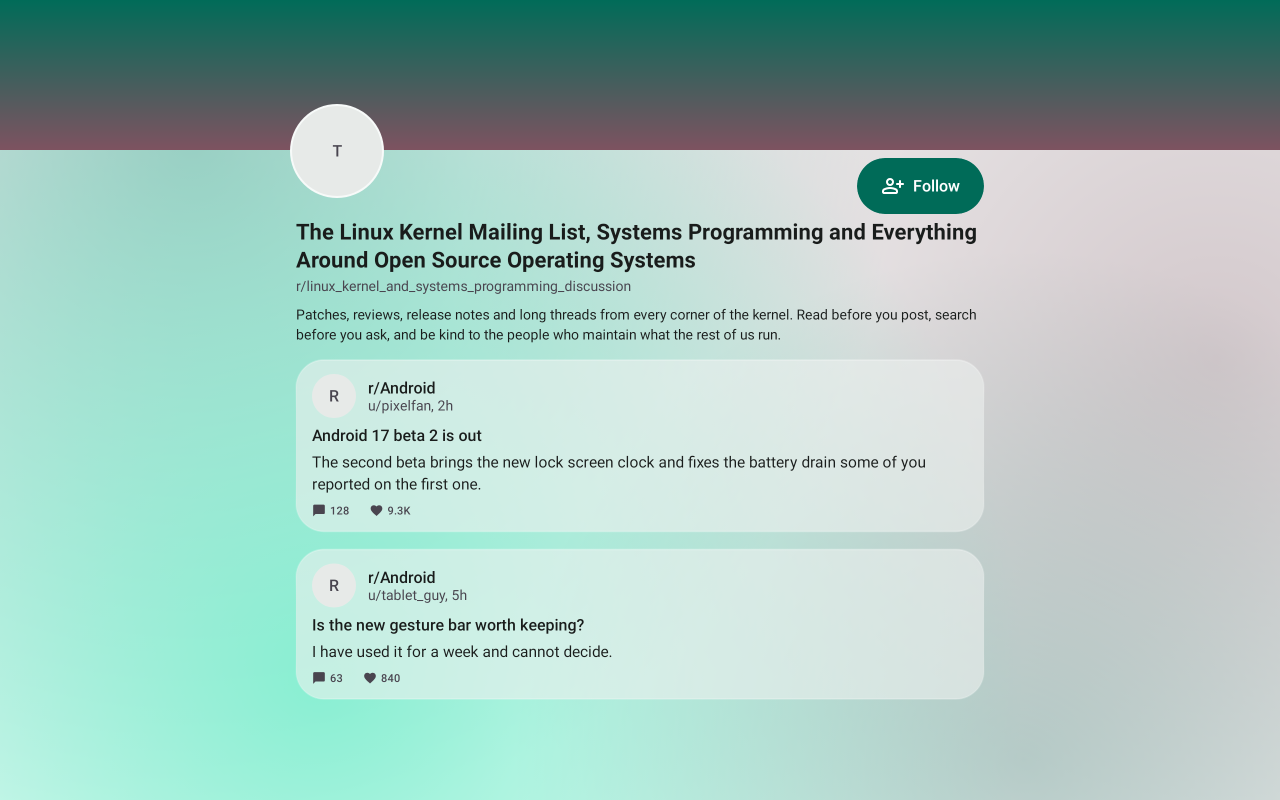 T
Follow
The Linux Kernel Mailing List, Systems Programming and Everything
Around Open Source Operating Systems
r/linux_kernel_and_systems_programming_discussion
Patches, reviews, release notes and long threads from every corner of the kernel. Read before you post, search
before you ask, and be kind to the people who maintain what the rest of us run.
R
r/Android
u/pixelfan, 2h
Android 17 beta 2 is out
The second beta brings the new lock screen clock and fixes the battery drain some of you
reported on the first one.
128 9.3K
R
r/Android
u/tablet_guy, 5h
Is the new gesture bar worth keeping?
I have used it for a week and cannot decide.
63 840